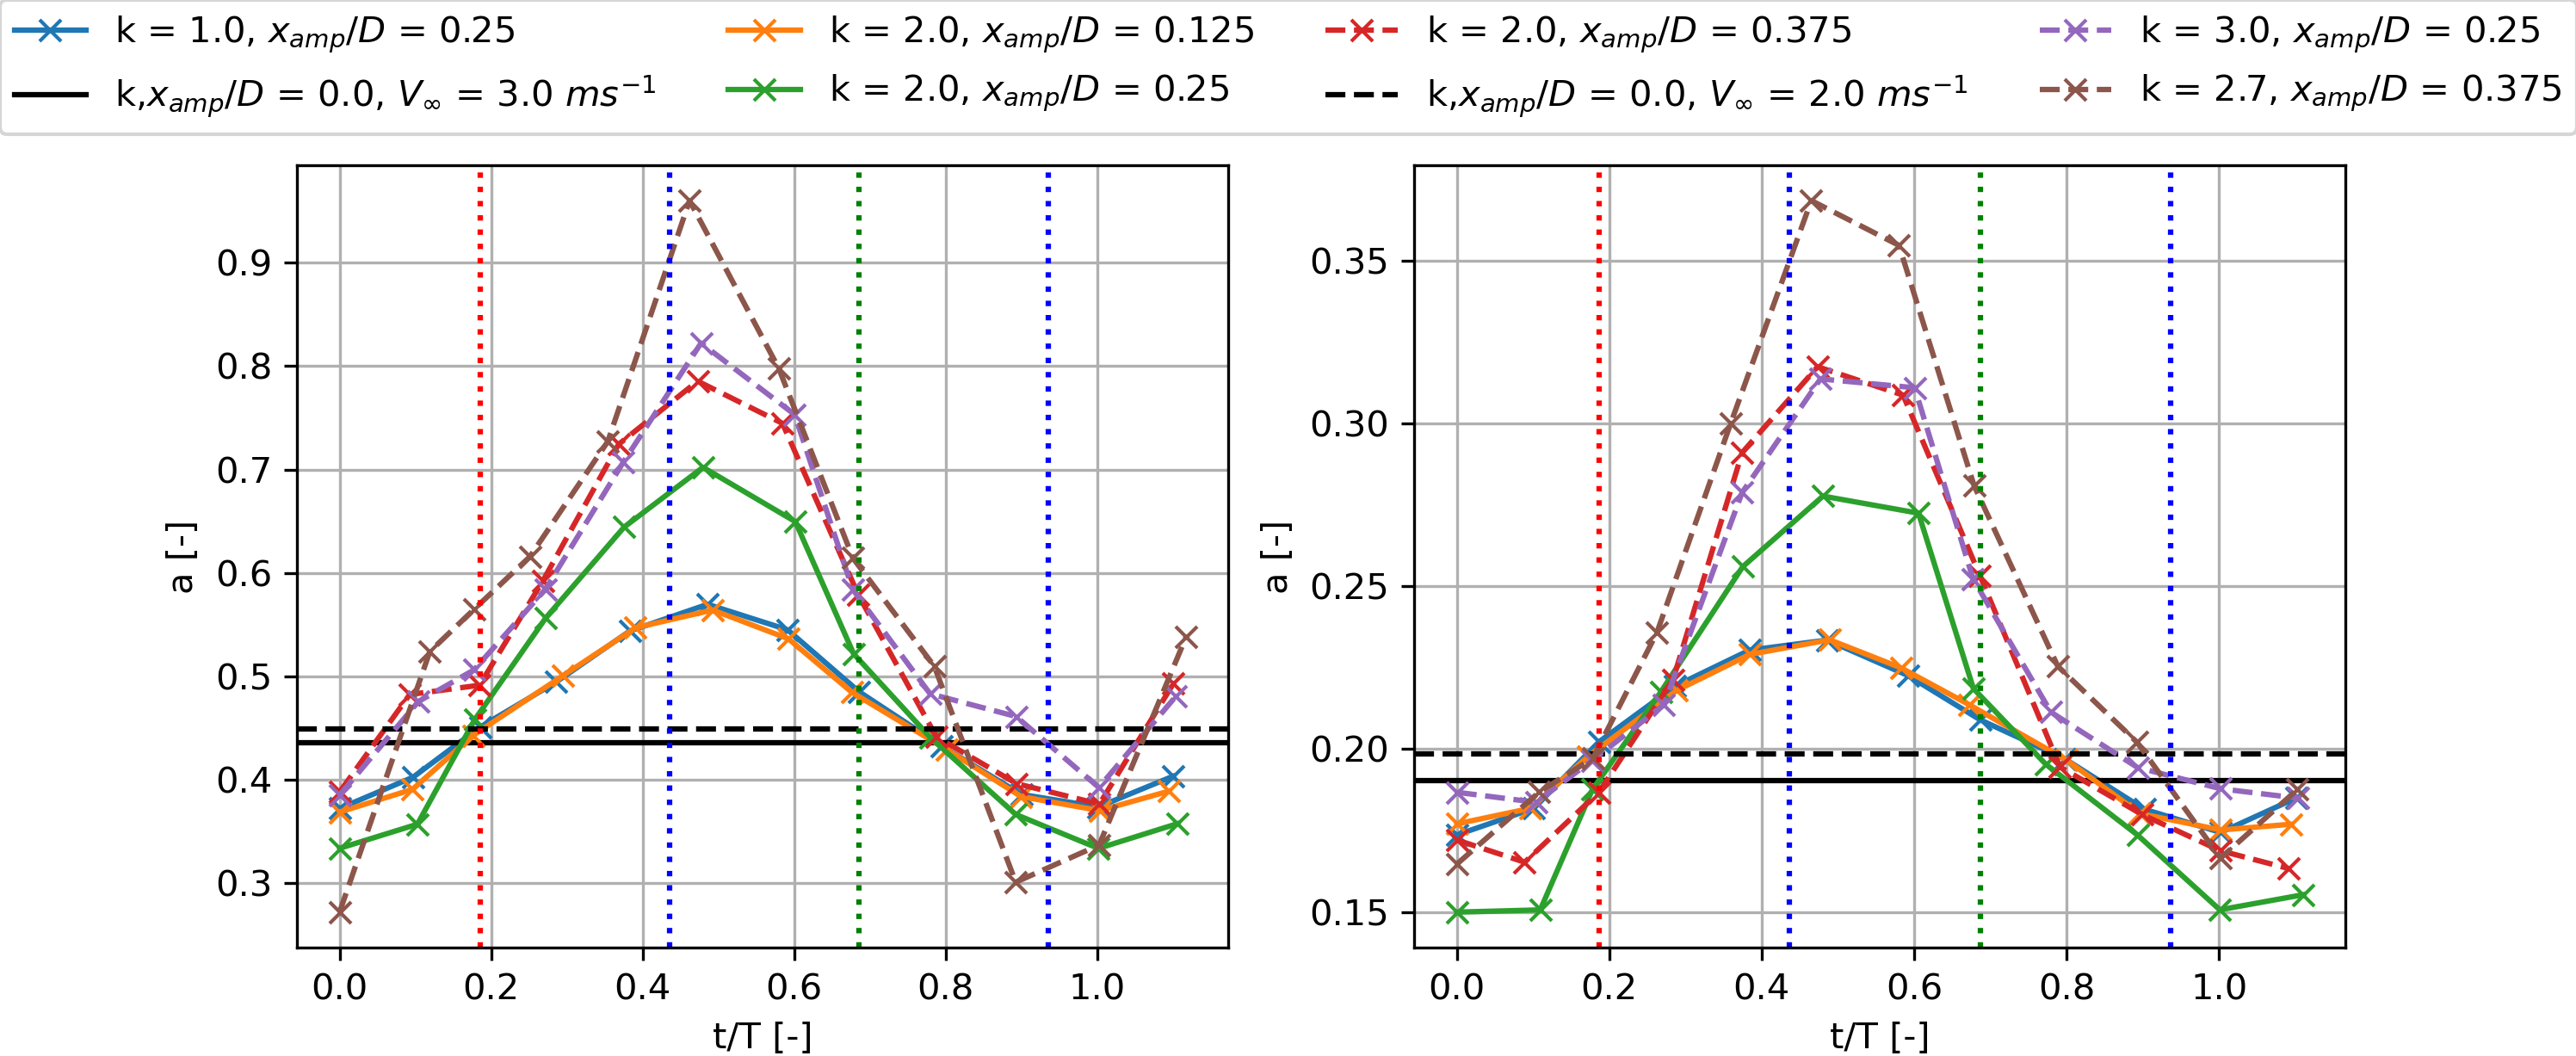 k = 1.0, x_amp/D = 0.25
k = 2.0, x_amp/D = 0.125
k = 2.0, x_amp/D = 0.375
k = 3.0, x_amp/D = 0.25
k,x_amp/D = 0.0, V_∞ = 3.0 ms⁻¹
k = 2.0, x_amp/D = 0.25
k,x_amp/D = 0.0, V_∞ = 2.0 ms⁻¹
k = 2.7, x_amp/D = 0.375
a [-]
0.9
0.8
0.7
0.6
0.5
0.4
0.3
0.0 0.2 0.4 0.6 0.8 1.0
t/T [-]
a [-]
0.35
0.30
0.25
0.20
0.15
0.0 0.2 0.4 0.6 0.8 1.0
t/T [-]